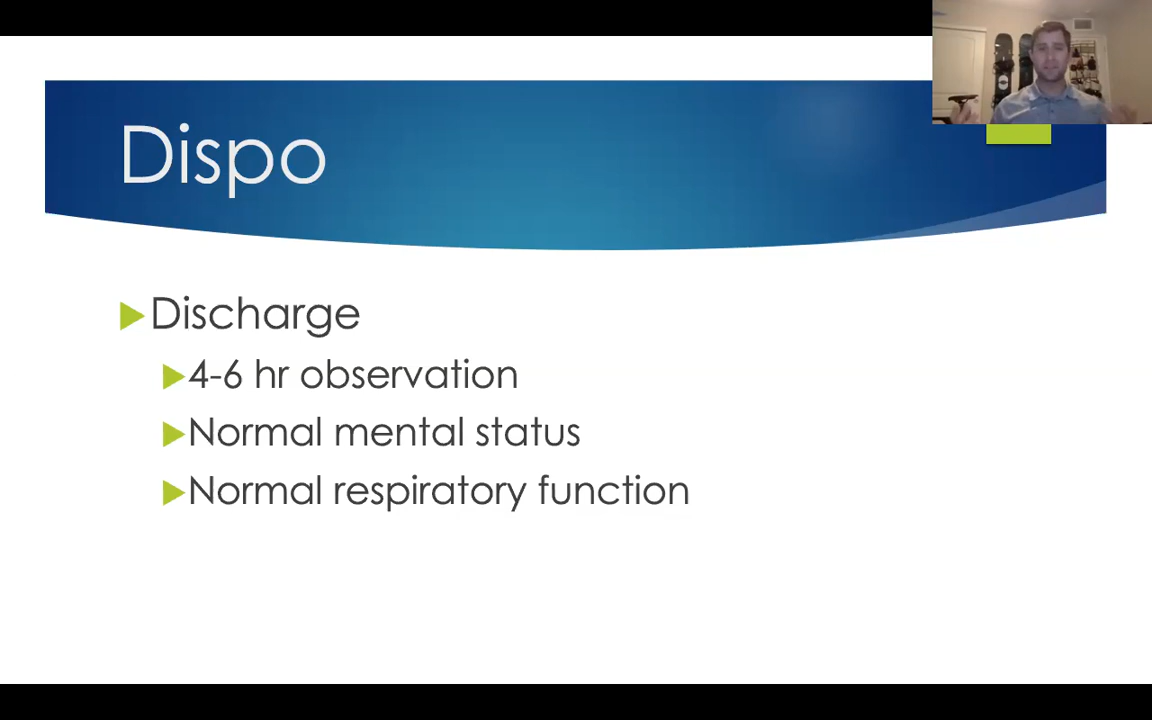 Dispo
Discharge
4-6 hr observation
Normal mental status
Normal respiratory function